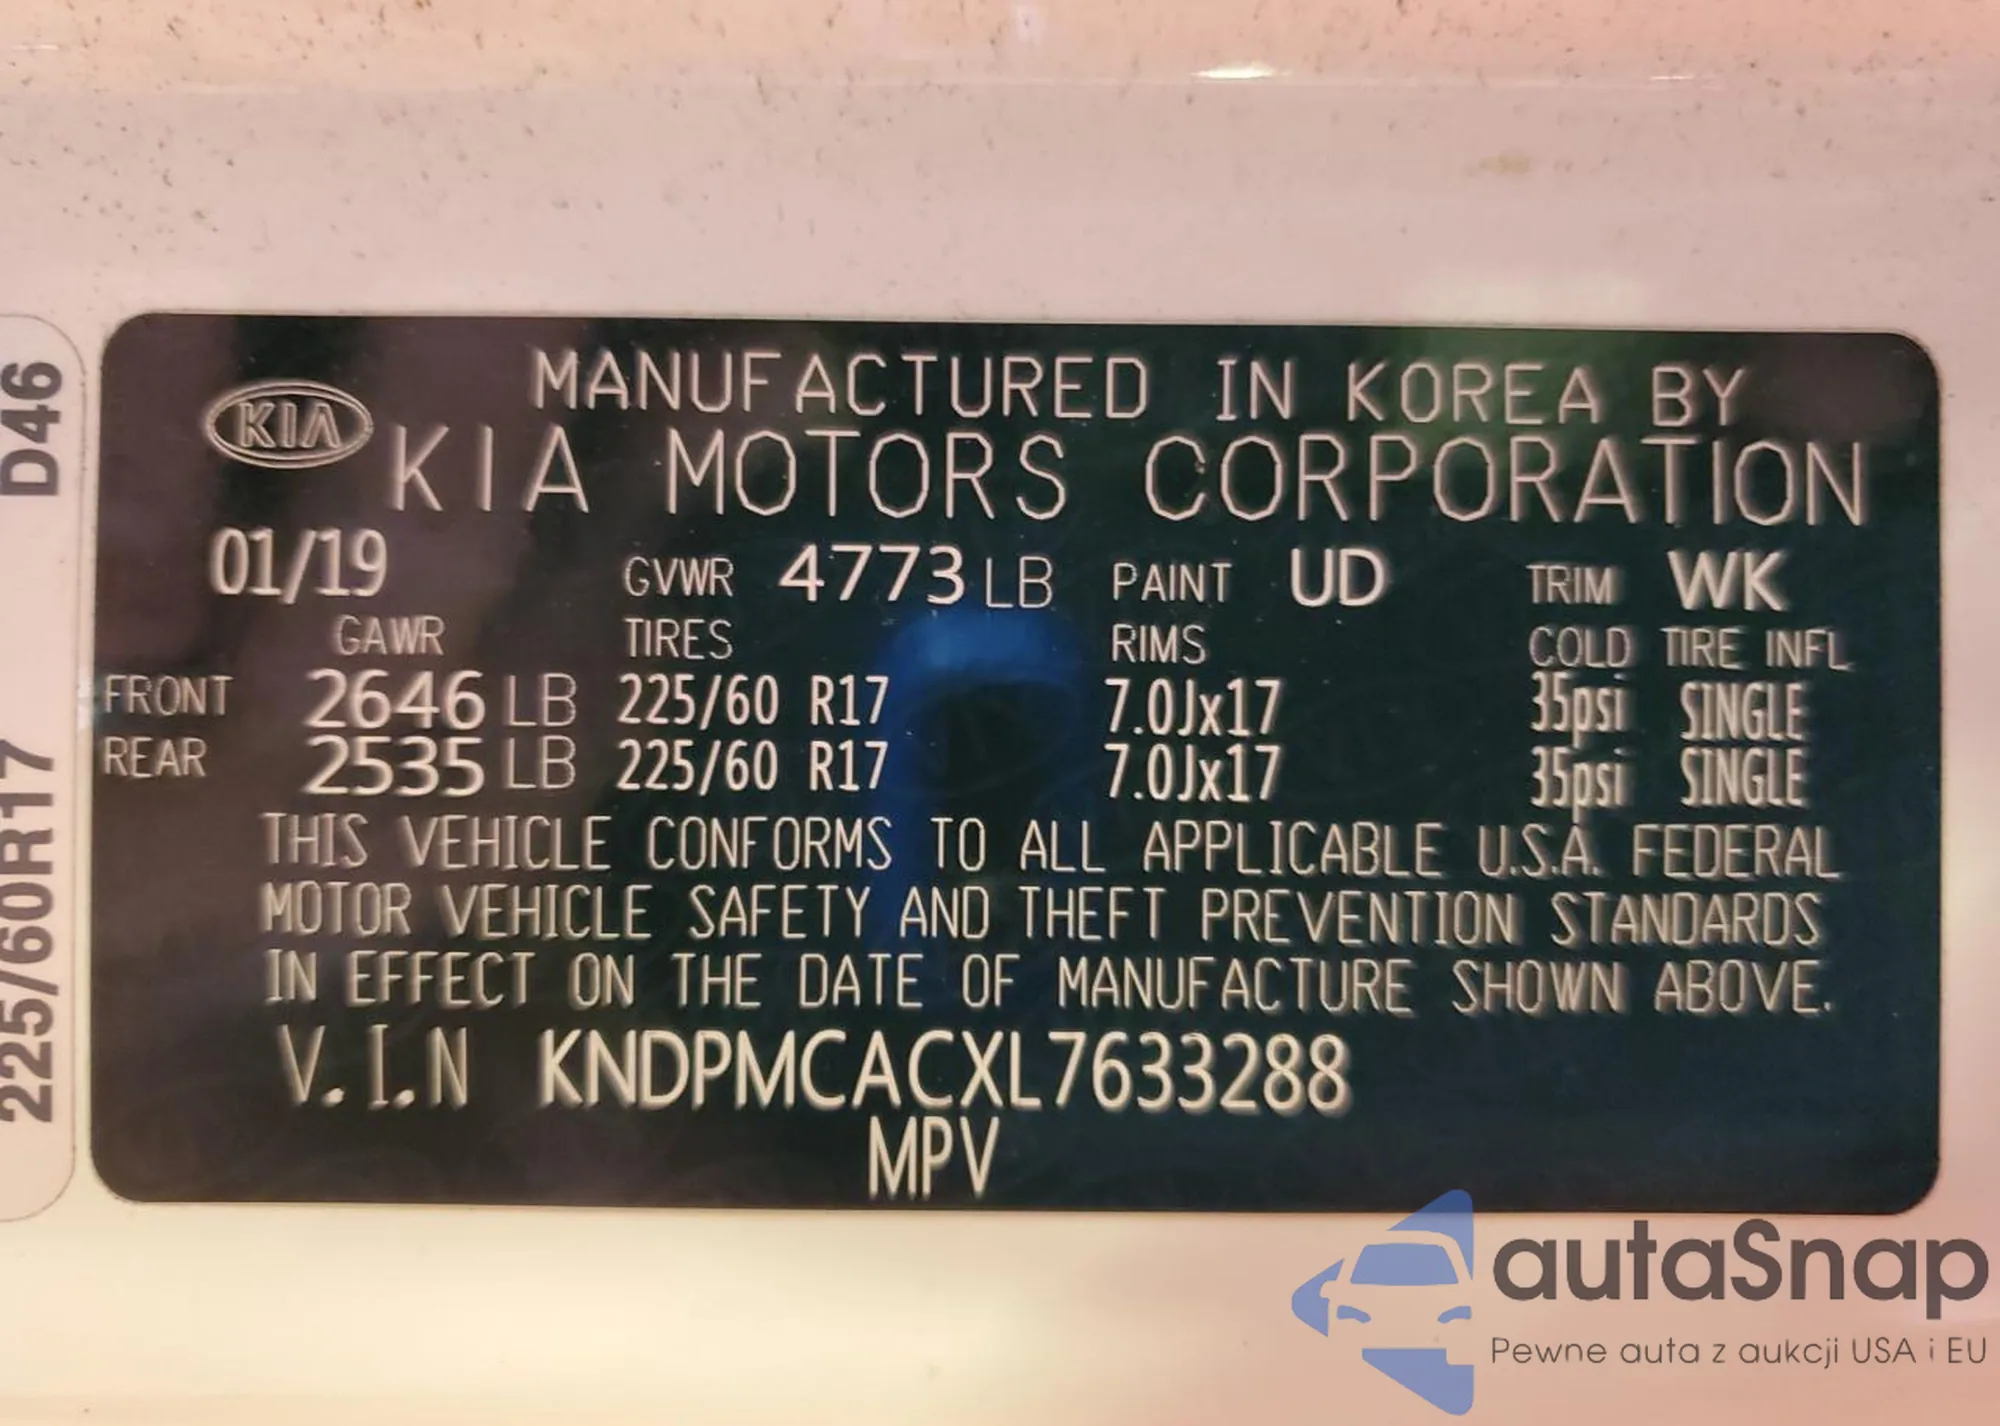 D46
225/60R17
KIA
MANUFACTURED IN KOREA BY
KIA MOTORS CORPORATION
01/19 GVWR 4773 LB PAINT UD TRIM WK
GAWR TIRES RIMS COLD TIRE INFL
FRONT 2646 LB 225/60 R17 7.0Jx17 35psi SINGLE
REAR 2535 LB 225/60 R17 7.0Jx17 35psi SINGLE
THIS VEHICLE CONFORMS TO ALL APPLICABLE U.S.A. FEDERAL
MOTOR VEHICLE SAFETY AND THEFT PREVENTION STANDARDS
IN EFFECT ON THE DATE OF MANUFACTURE SHOWN ABOVE.
V.I.N KNDPMCACXL7633288
MPV
autaSnap
Pewne auta z aukcji USA i EU